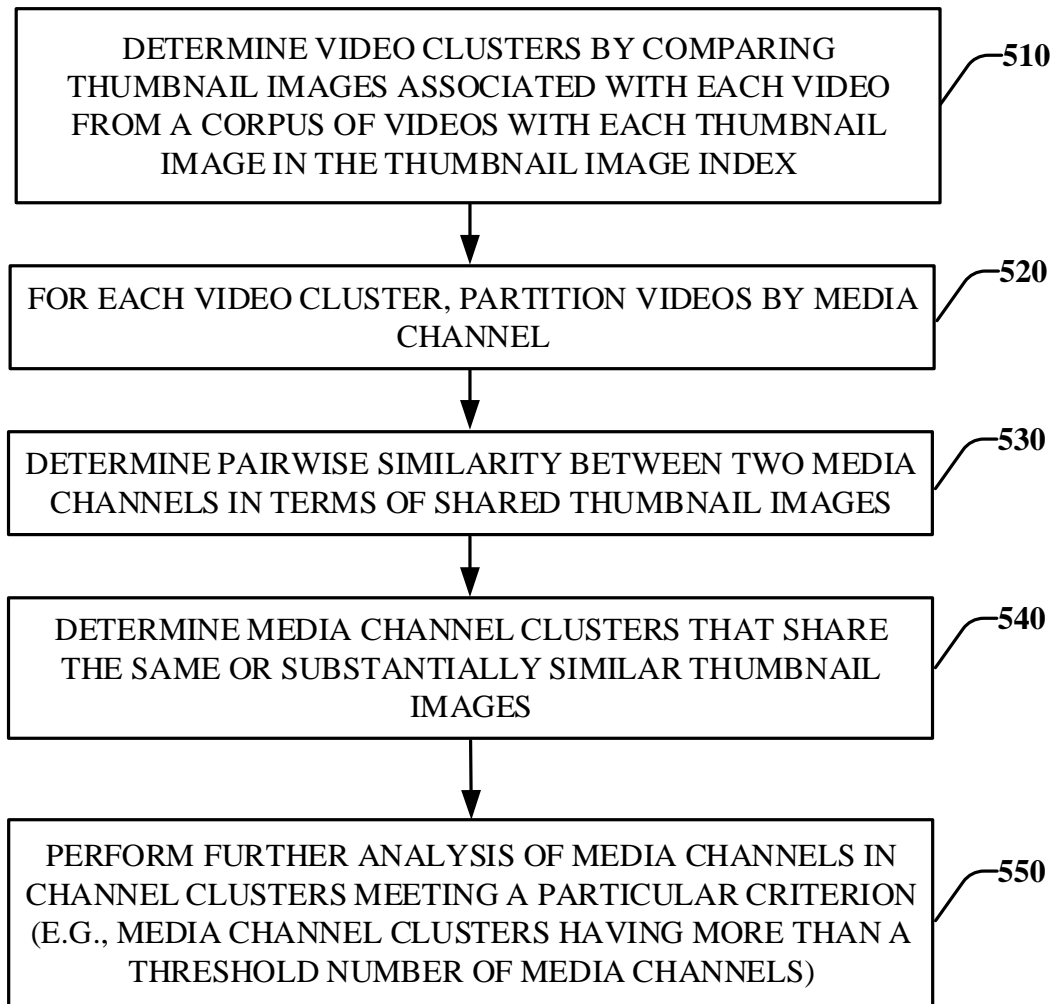 DETERMINE VIDEO CLUSTERS BY COMPARING
THUMBNAIL IMAGES ASSOCIATED WITH EACH VIDEO
FROM A CORPUS OF VIDEOS WITH EACH THUMBNAIL
IMAGE IN THE THUMBNAIL IMAGE INDEX
510
FOR EACH VIDEO CLUSTER, PARTITION VIDEOS BY MEDIA
CHANNEL
520
DETERMINE PAIRWISE SIMILARITY BETWEEN TWO MEDIA
CHANNELS IN TERMS OF SHARED THUMBNAIL IMAGES
530
DETERMINE MEDIA CHANNEL CLUSTERS THAT SHARE
THE SAME OR SUBSTANTIALLY SIMILAR THUMBNAIL
IMAGES
540
PERFORM FURTHER ANALYSIS OF MEDIA CHANNELS IN
CHANNEL CLUSTERS MEETING A PARTICULAR CRITERION
(E.G., MEDIA CHANNEL CLUSTERS HAVING MORE THAN A
THRESHOLD NUMBER OF MEDIA CHANNELS)
550